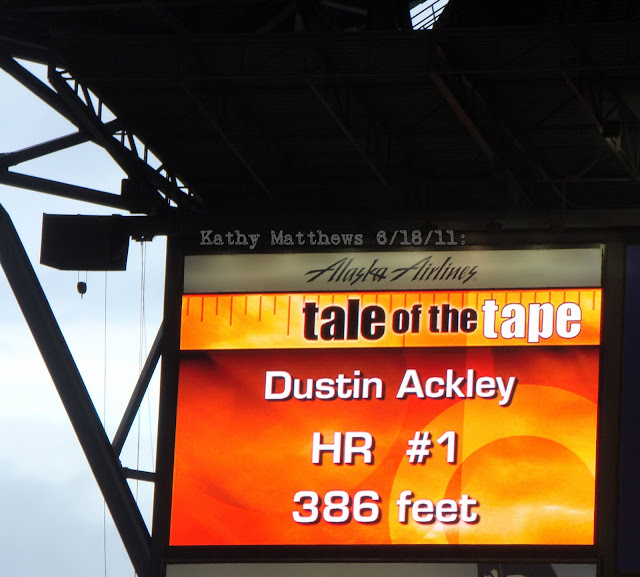 Kathy Matthews 6/18/11:
Alaska Airlines
tale of the tape
Dustin Ackley
HR #1
386 feet